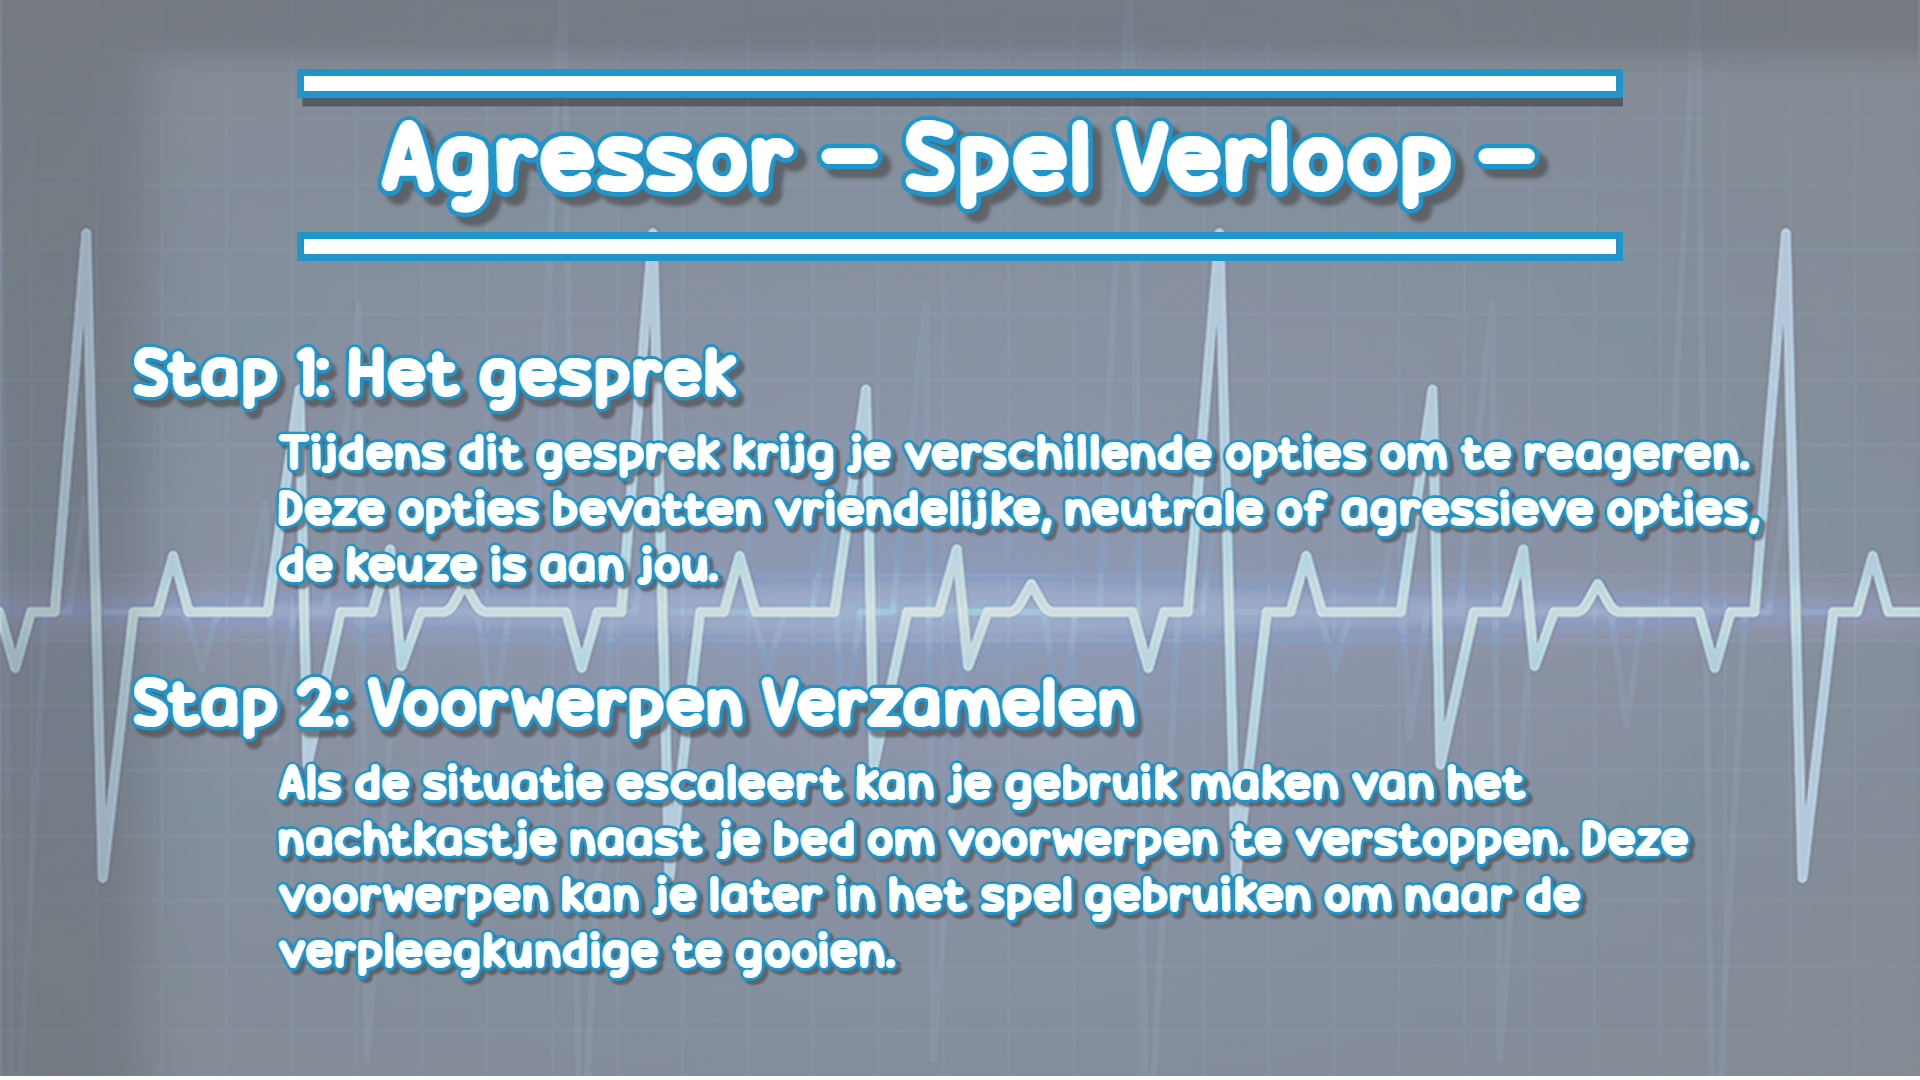 Agressor - Spel Verloop -
Stap 1: Het gesprek
Tijdens dit gesprek krijg je verschillende opties om te reageren.
Deze opties bevatten vriendelijke, neutrale of agressieve opties,
de keuze is aan jou.
Stap 2: Voorwerpen Verzamelen
Als de situatie escaleert kan je gebruik maken van het
nachtkastje naast je bed om voorwerpen te verstoppen. Deze
voorwerpen kan je later in het spel gebruiken om naar de
verpleegkundige te gooien.